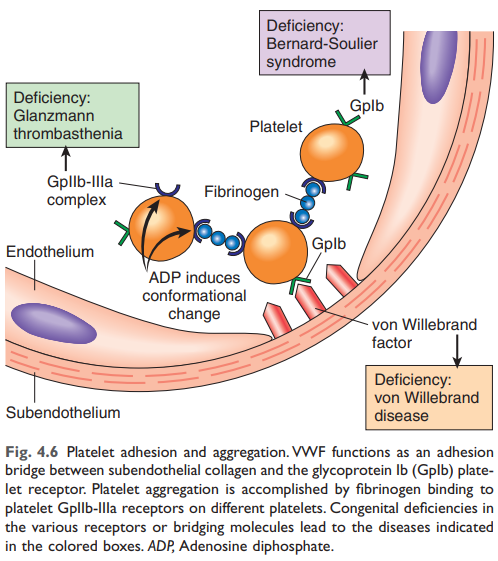 Deficiency:
Bernard-Soulier
syndrome
Deficiency:
Glanzmann
thrombasthenia
GpIb
Platelet
GpIIb-IIIa
complex
Fibrinogen
GpIb
Endothelium
ADP induces
conformational
change
von Willebrand
factor
Deficiency:
von Willebrand
disease
Subendothelium
Fig. 4.6 Platelet adhesion and aggregation. VWF functions as an adhesion
bridge between subendothelial collagen and the glycoprotein Ib (GpIb) plate-
let receptor. Platelet aggregation is accomplished by fibrinogen binding to
platelet GpIIb-IIIa receptors on different platelets. Congenital deficiencies in
the various receptors or bridging molecules lead to the diseases indicated
in the colored boxes. ADP, Adenosine diphosphate.